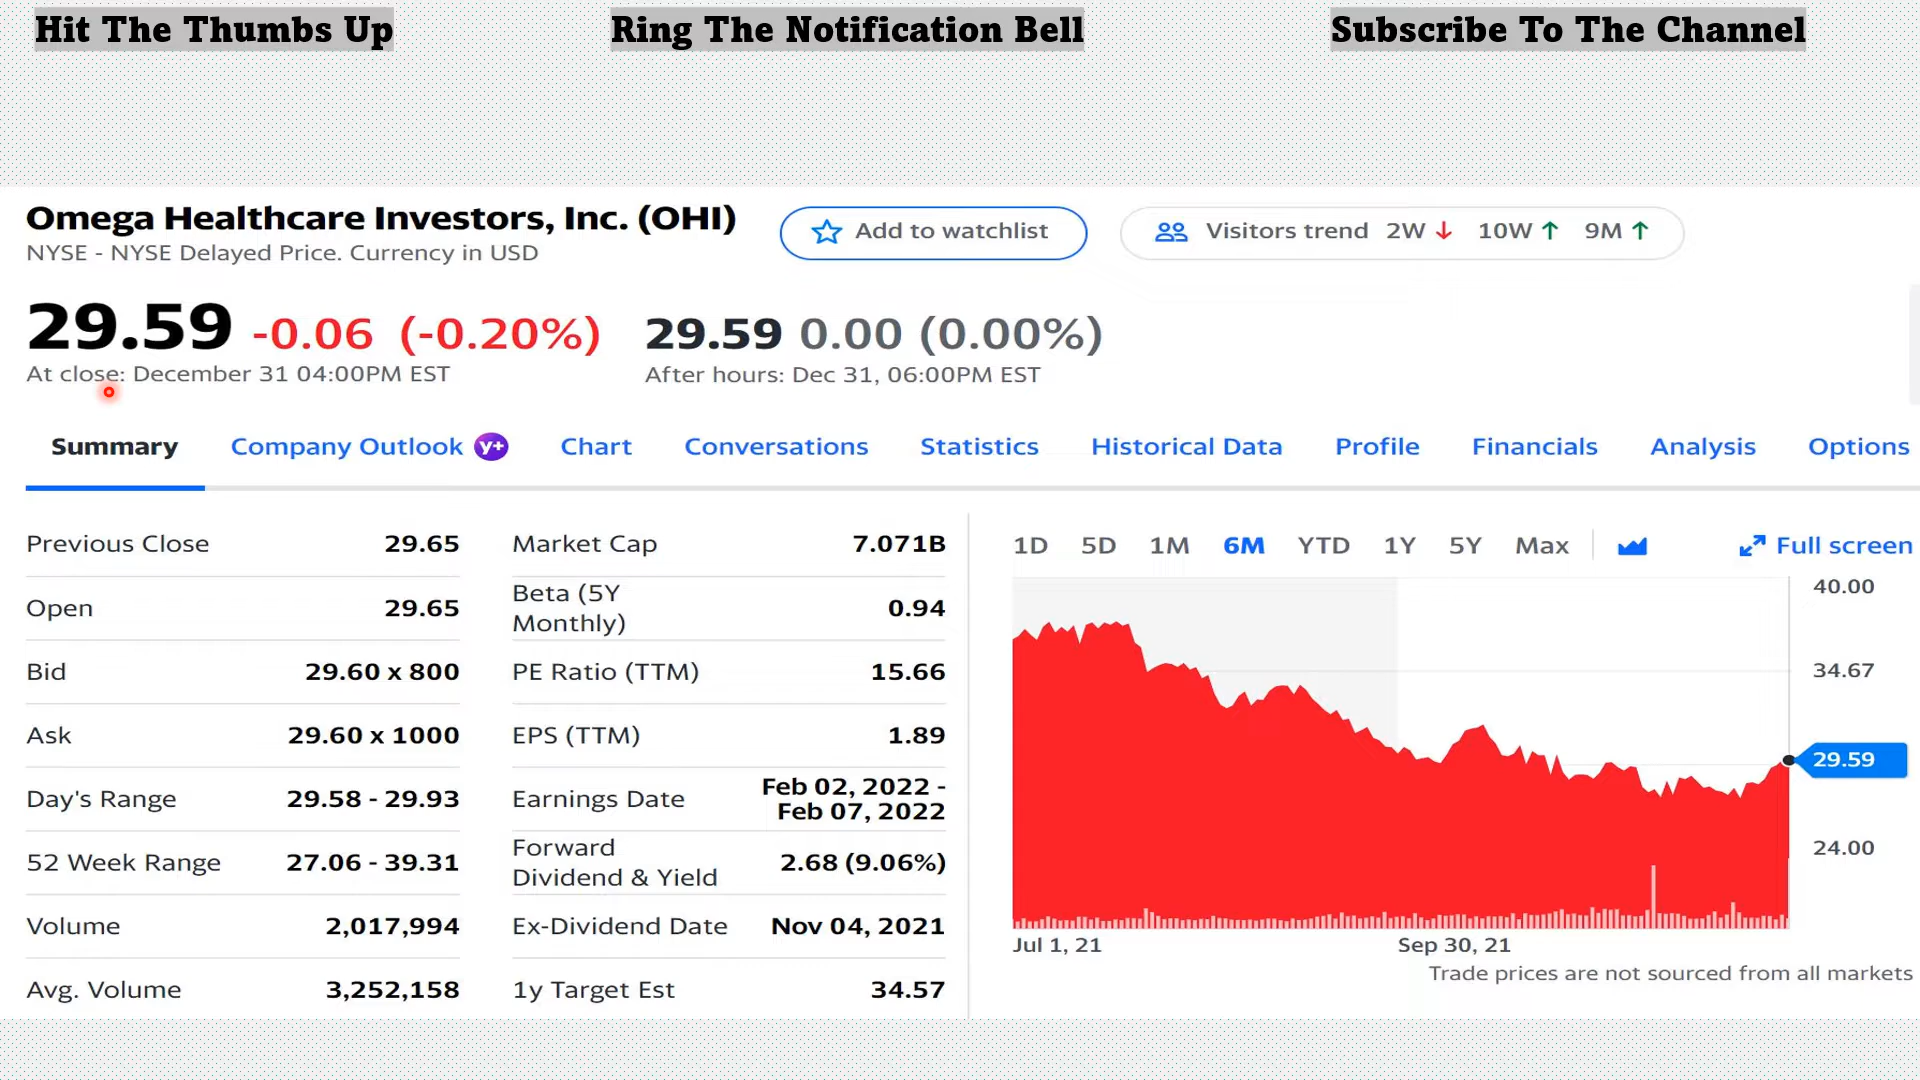 Hit The Thumbs Up
Ring The Notification Bell
Subscribe To The Channel
Omega Healthcare Investors, Inc. (OHI)
NYSE - NYSE Delayed Price. Currency in USD
Add to watchlist
Visitors trend 2W ↓ 10W ↑ 9M ↑
29.59 -0.06 (-0.20%)
At close: December 31 04:00PM EST
29.59 0.00 (0.00%)
After hours: Dec 31, 06:00PM EST
Summary Company Outlook y+ Chart Conversations Statistics Historical Data Profile Financials Analysis Options
Previous Close 29.65
Open 29.65
Bid 29.60 x 800
Ask 29.60 x 1000
Day's Range 29.58 - 29.93
52 Week Range 27.06 - 39.31
Volume 2,017,994
Avg. Volume 3,252,158
Market Cap 7.071B
Beta (5Y
Monthly) 0.94
PE Ratio (TTM) 15.66
EPS (TTM) 1.89
Earnings Date Feb 02, 2022 -
Feb 07, 2022
Forward
Dividend & Yield 2.68 (9.06%)
Ex-Dividend Date Nov 04, 2021
1y Target Est 34.57
1D 5D 1M 6M YTD 1Y 5Y Max Full screen
40.00
34.67
29.59
24.00
Jul 1, 21 Sep 30, 21
Trade prices are not sourced from all markets